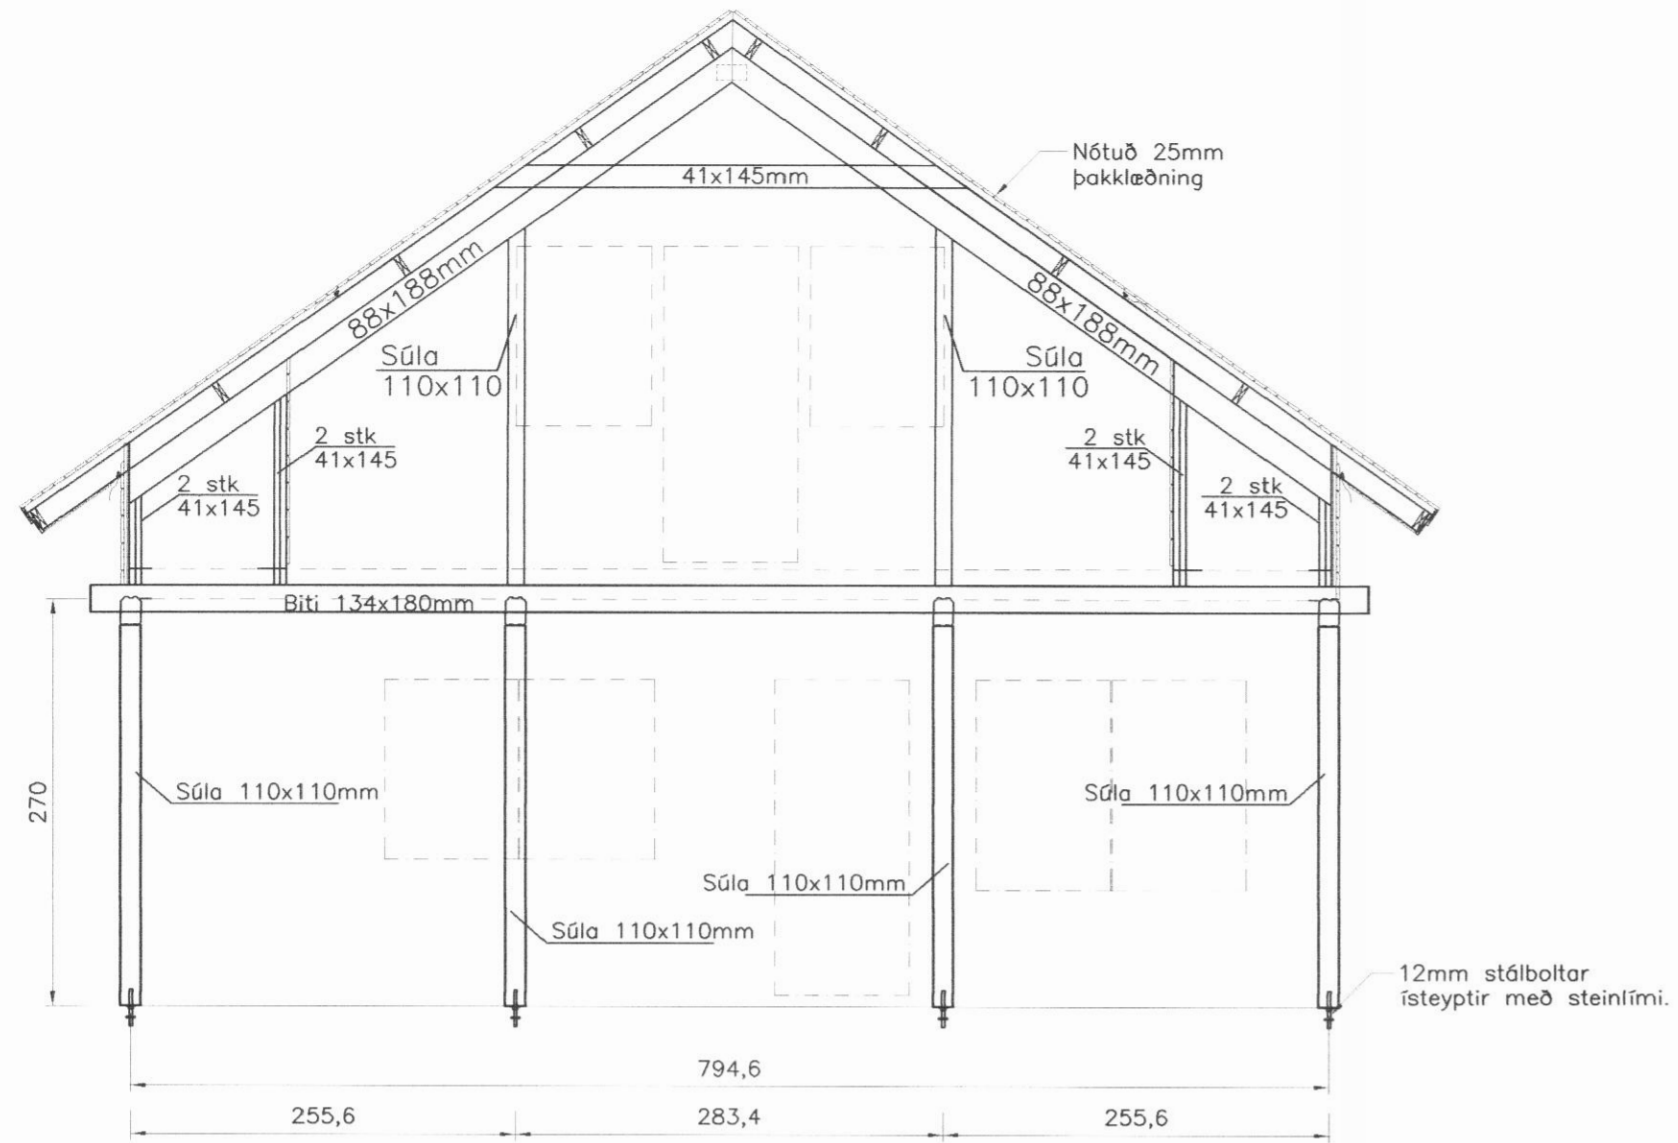 Nótuð 25mm
þakklæðning
41x145mm
88x188mm
88x188mm
Súla
110x110
Súla
110x110
2 stk
41x145
2 stk
41x145
2 stk
41x145
2 stk
41x145
Biti 134x180mm
270
Súla 110x110mm
Súla 110x110mm
Súla 110x110mm
Súla 110x110mm
12mm stálboltar
ísteyptir með steinlími.
794,6
255,6
283,4
255,6